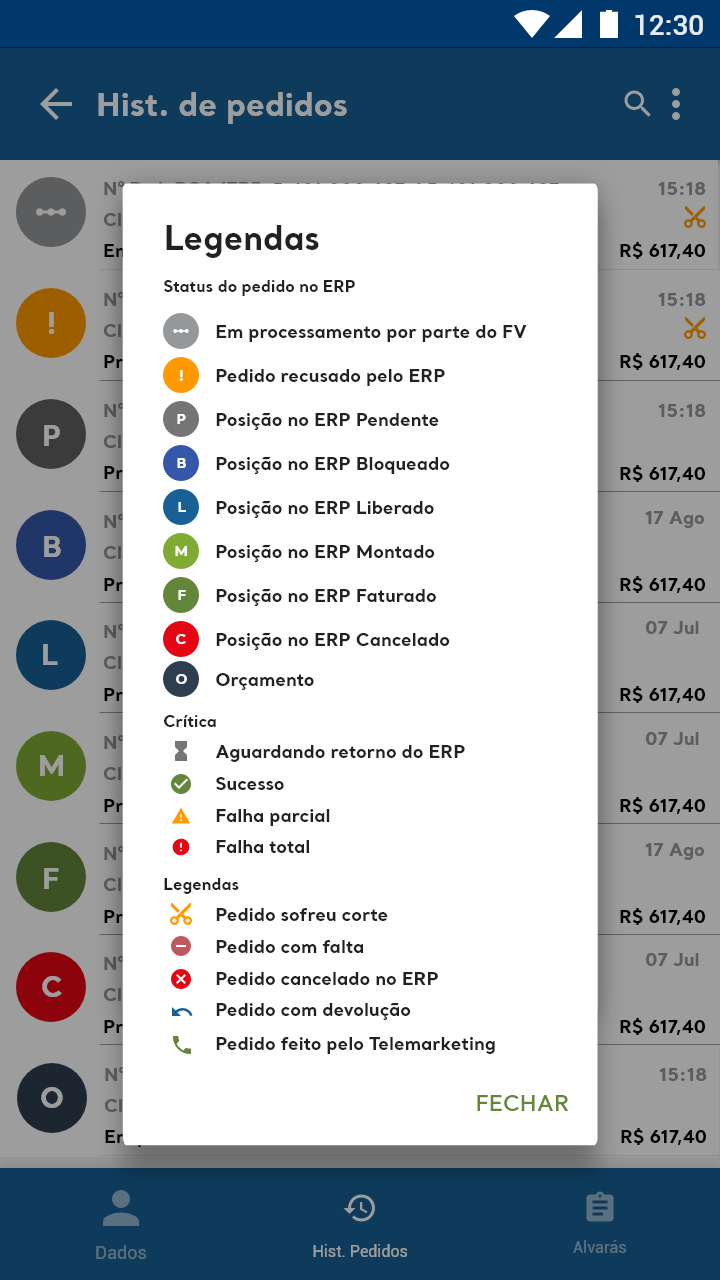 12:30
Hist. de pedidos
15:18
R$ 617,40
15:18
R$ 617,40
15:18
R$ 617,40
17 Ago
R$ 617,40
07 Jul
R$ 617,40
07 Jul
R$ 617,40
17 Ago
R$ 617,40
07 Jul
R$ 617,40
15:18
R$ 617,40
!
P
B
L
M
F
C
O
Legendas
Status do pedido no ERP
Em processamento por parte do FV
! Pedido recusado pelo ERP
P Posição no ERP Pendente
B Posição no ERP Bloqueado
L Posição no ERP Liberado
M Posição no ERP Montado
F Posição no ERP Faturado
C Posição no ERP Cancelado
O Orçamento
Crítica
Aguardando retorno do ERP
Sucesso
Falha parcial
Falha total
Legendas
Pedido sofreu corte
Pedido com falta
Pedido cancelado no ERP
Pedido com devolução
Pedido feito pelo Telemarketing
FECHAR
Dados
Hist. Pedidos
Alvarás